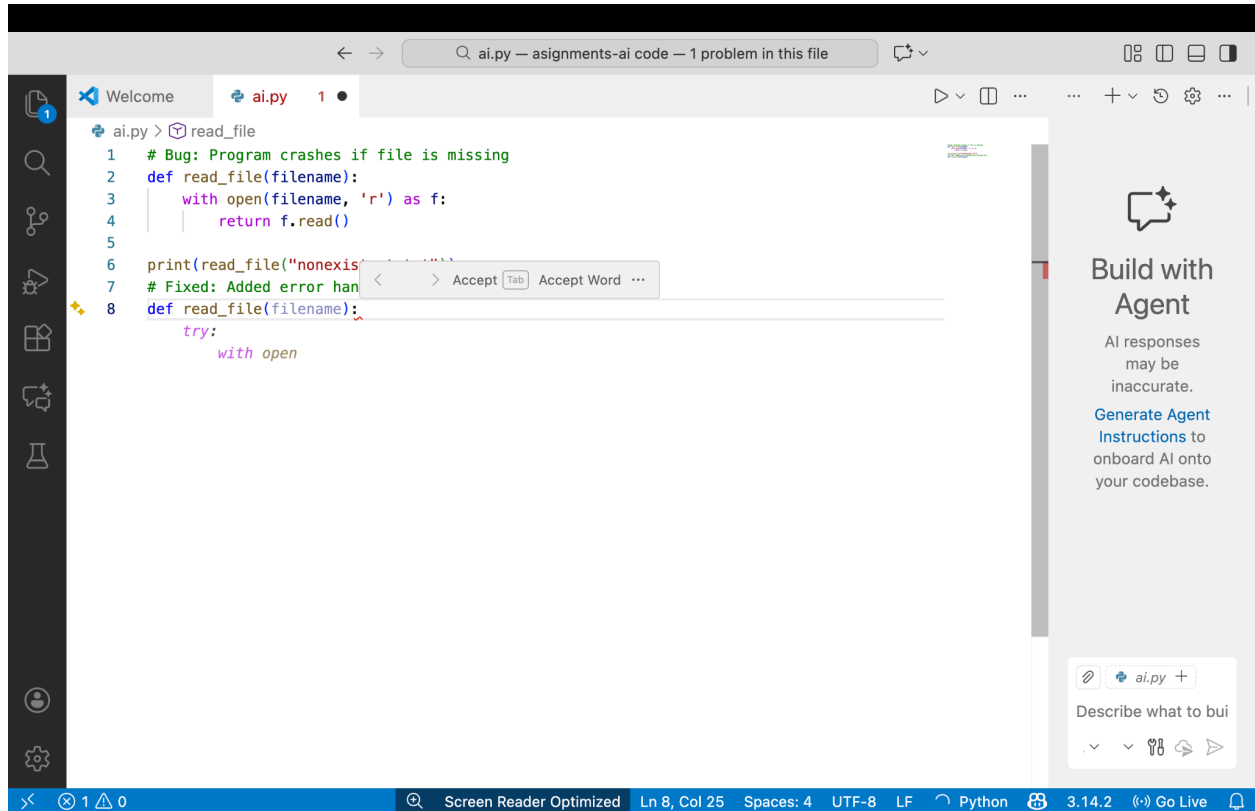 ai.py — asignments-ai code — 1 problem in this file
Welcome
ai.py 1
ai.py > read_file
1 # Bug: Program crashes if file is missing
2 def read_file(filename):
3 with open(filename, 'r') as f:
4 return f.read()
5
6 print(read_file("nonexis
7 # Fixed: Added error han
Accept Tab Accept Word ···
8 def read_file(filename):
try:
with open
1
Build with
Agent
AI responses
may be
inaccurate.
Generate Agent
Instructions to
onboard AI onto
your codebase.
ai.py +
Describe what to bui
1 0
Screen Reader Optimized Ln 8, Col 25 Spaces: 4 UTF-8 LF Python 3.14.2 Go Live